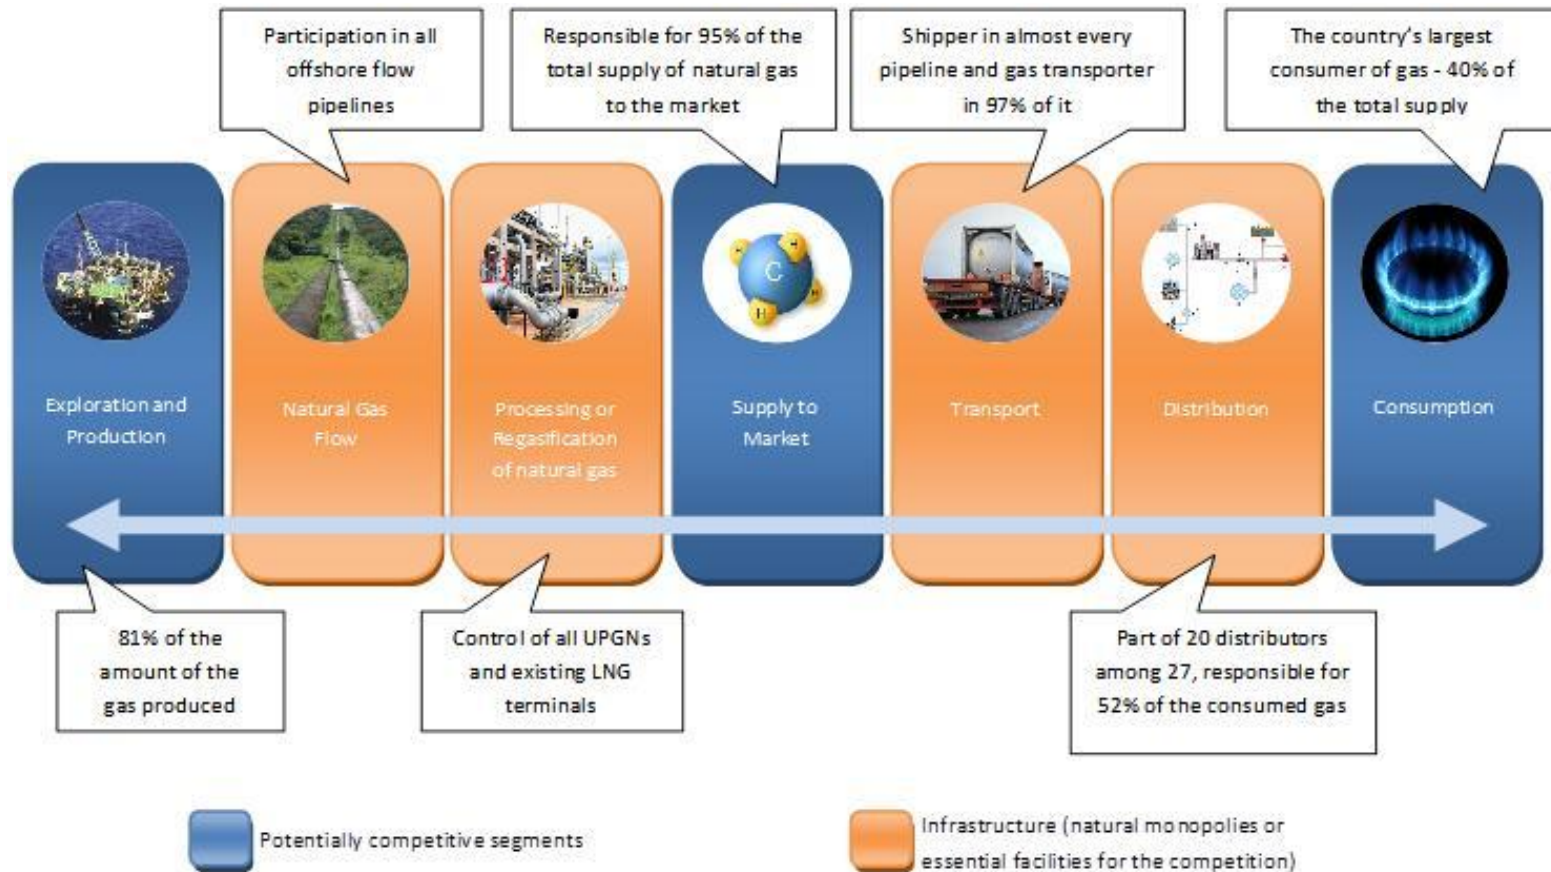 Participation in all
offshore flow
pipelines
Responsible for 95% of the
total supply of natural gas
to the market
Shipper in almost every
pipeline and gas transporter
in 97% of it
The country's largest
consumer of gas - 40% of
the total supply
C
H
H
H
H
Exploration and
Production
Natural Gas
Flow
Processing or
Regasification
of natural gas
Supply to
Market
Transport
Distribution
Consumption
81% of the
amount of the
gas produced
Control of all UPGNs
and existing LNG
terminals
Part of 20 distributors
among 27, responsible for
52% of the consumed gas
Potentially competitive segments
Infrastructure (natural monopolies or
essential facilities for the competition)